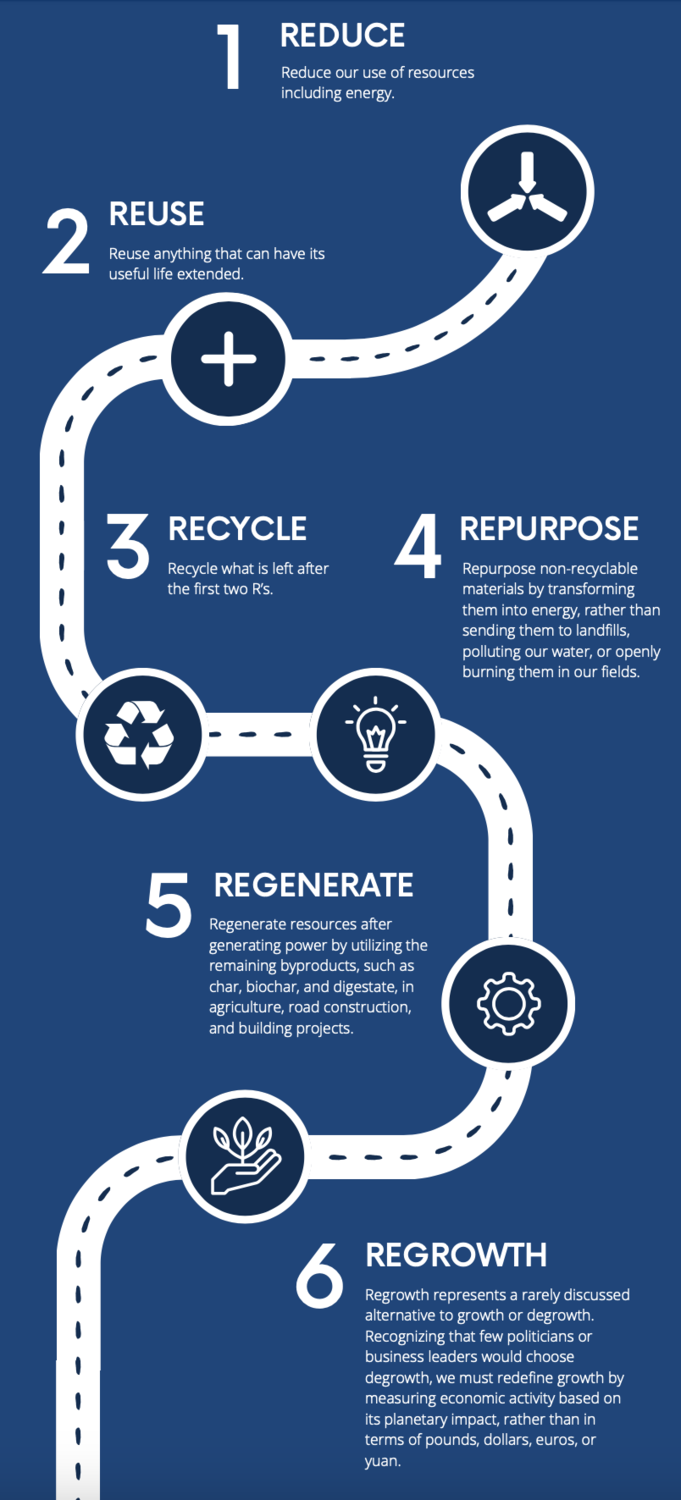 1
REDUCE
Reduce our use of resources
including energy.
2
REUSE
Reuse anything that can have its
useful life extended.
3
RECYCLE
Recycle what is left after
the first two R's.
4
REPURPOSE
Repurpose non-recyclable
materials by transforming
them into energy, rather than
sending them to landfills,
polluting our water, or openly
burning them in our fields.
5
REGENERATE
Regenerate resources after
generating power by utilizing the
remaining byproducts, such as
char, biochar, and digestate, in
agriculture, road construction,
and building projects.
6
REGROWTH
Regrowth represents a rarely discussed
alternative to growth or degrowth.
Recognizing that few politicians or
business leaders would choose
degrowth, we must redefine growth by
measuring economic activity based on
its planetary impact, rather than in
terms of pounds, dollars, euros, or
yuan.